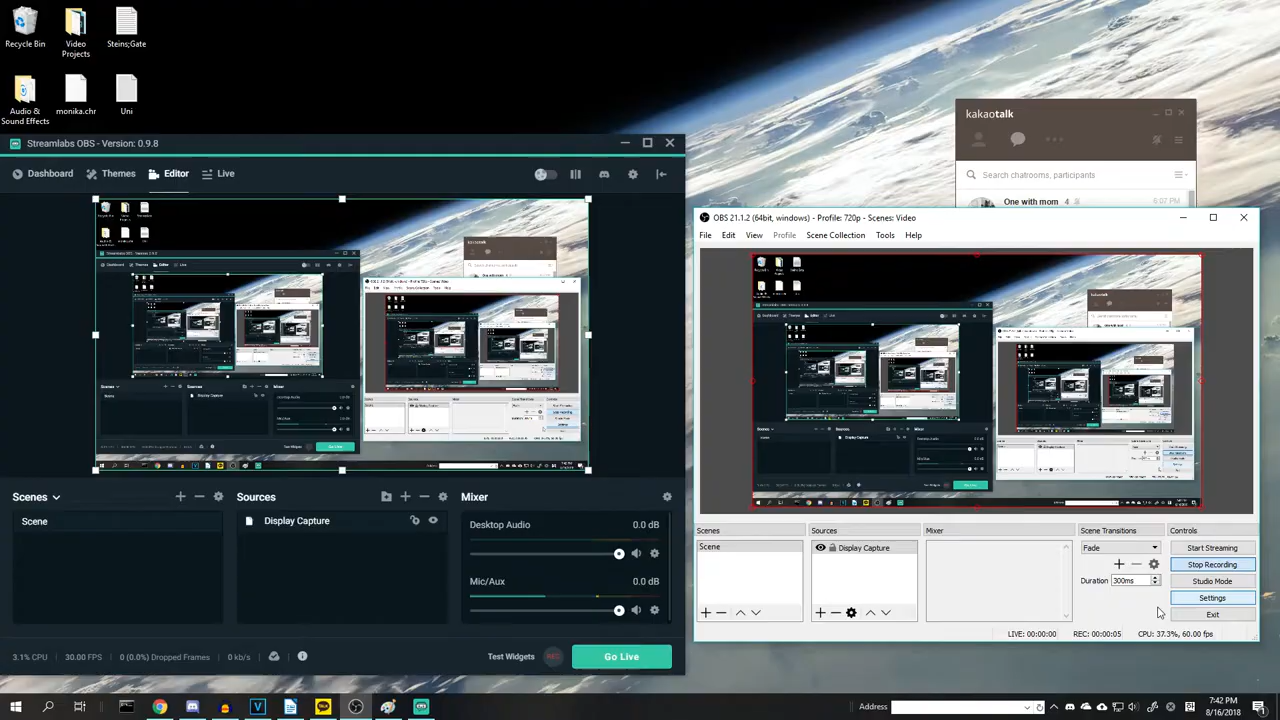 Recycle Bin
Video Projects
Steins;Gate
Audio & Sound Effects
monika.chr
Uni
Streamlabs OBS - Version: 0.9.8
Dashboard
Themes
Editor
Live
Scenes
Scene
Sources
Display Capture
Mixer
Desktop Audio
0.0 dB
Mic/Aux
0.0 dB
3.1% CPU
30.00 FPS
0 (0.0%) Dropped Frames
0 kb/s
Test Widgets
REC
Go Live
kakaotalk
Search chatrooms, participants
One with mom 4
6:07 PM
OBS 21.1.2 (64bit, windows) - Profile: 720p - Scenes: Video
File
Edit
View
Profile
Scene Collection
Tools
Help
Scenes
Scene
Sources
Display Capture
Mixer
Scene Transitions
Fade
Duration
300ms
Controls
Start Streaming
Stop Recording
Studio Mode
Settings
Exit
LIVE: 00:00:00
REC: 00:00:05
CPU: 37.3%, 60.00 fps
Address
7:42 PM
8/16/2018